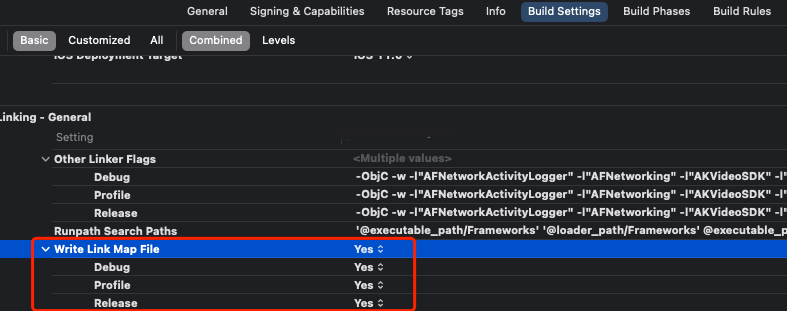 General Signing & Capabilities Resource Tags Info Build Settings Build Phases Build Rules
Basic Customized All Combined Levels
iOS Deployment Target iOS 11.0
Linking - General
Setting
Other Linker Flags <Multiple values>
Debug -ObjC -w -l"AFNetworkActivityLogger" -l"AFNetworking" -l"AKVideoSDK" -l"
Profile -ObjC -w -l"AFNetworkActivityLogger" -l"AFNetworking" -l"AKVideoSDK" -l"
Release -ObjC -w -l"AFNetworkActivityLogger" -l"AFNetworking" -l"AKVideoSDK" -l"
Runpath Search Paths '@executable_path/Frameworks' '@loader_path/Frameworks' @executable_p
Write Link Map File Yes
Debug Yes
Profile Yes
Release Yes